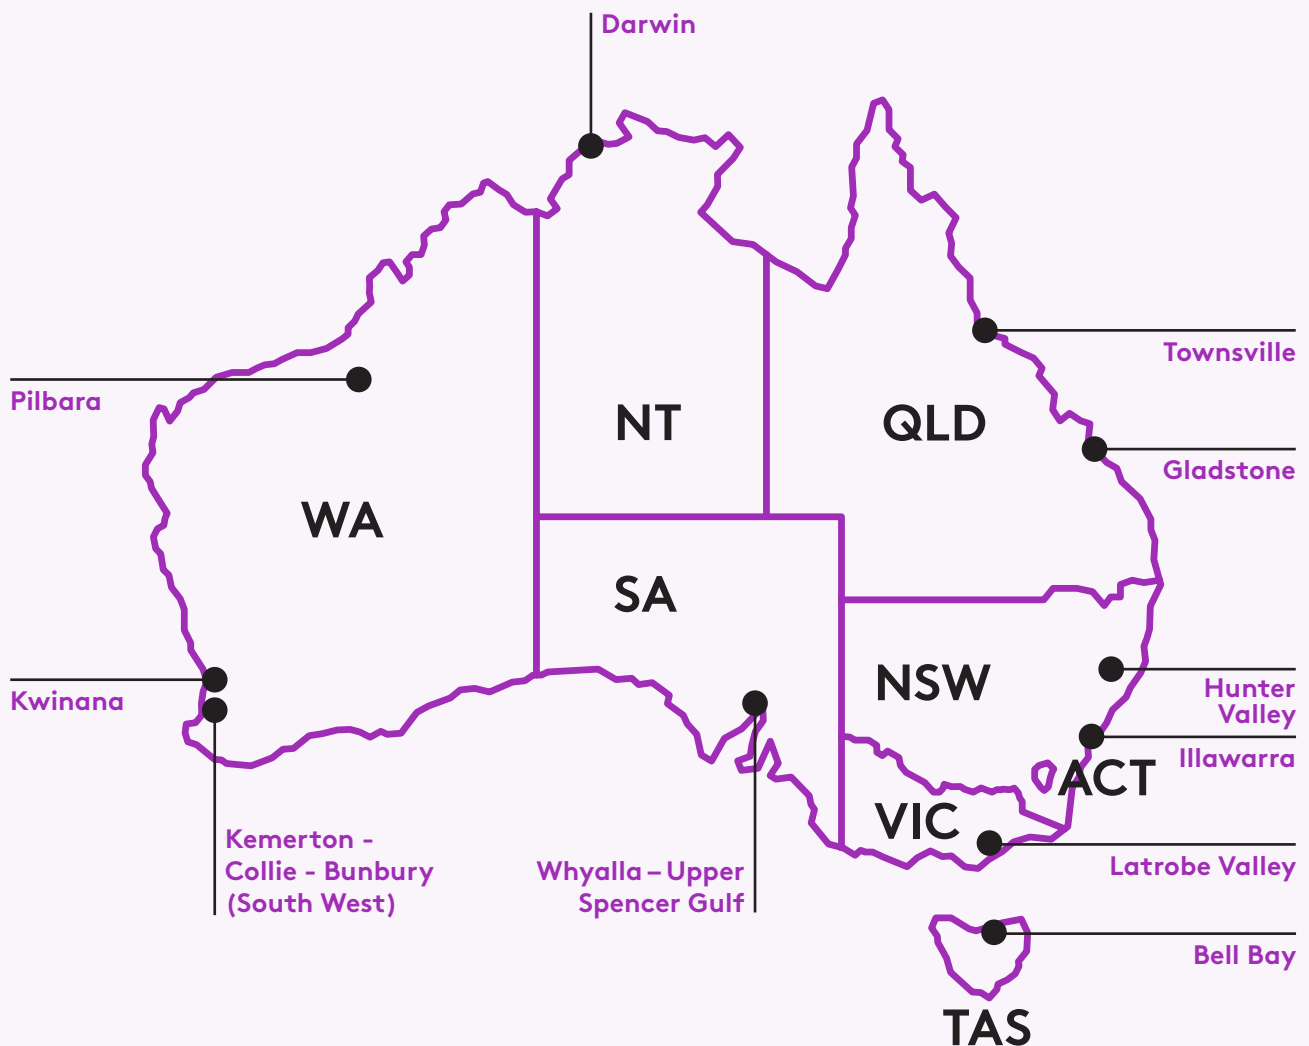 Darwin
Townsville
Pilbara
NT
QLD
Gladstone
WA
SA
NSW
Hunter
Valley
Kwinana
Illawarra
ACT
VIC
Kemerton -
Collie - Bunbury
(South West)
Whyalla – Upper
Spencer Gulf
Latrobe Valley
Bell Bay
TAS